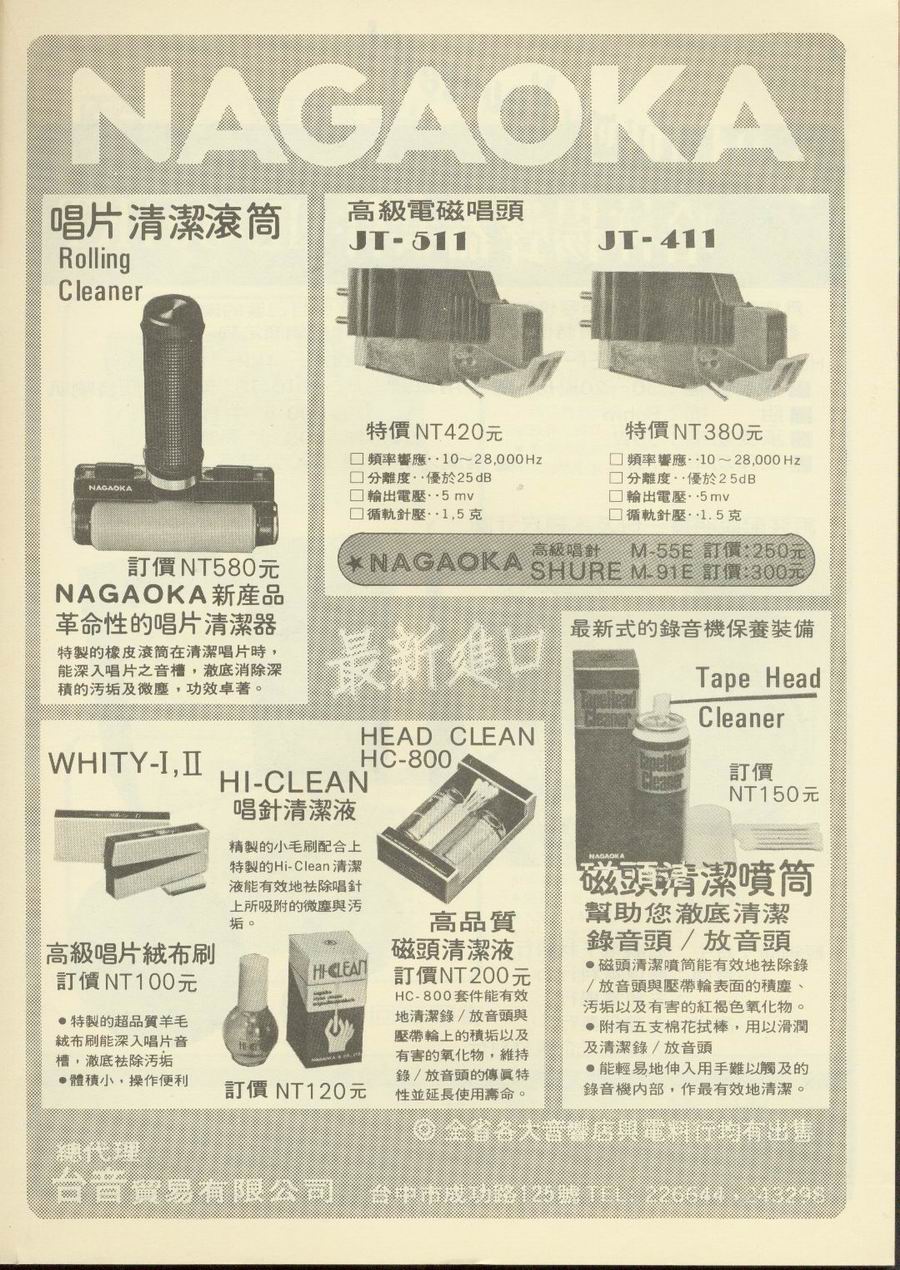 NAGAOKA
唱片清潔滾筒
Rolling
Cleaner
NAGAOKA
訂價NT580元
NAGAOKA新產品
革命性的唱片清潔器
特製的橡皮滾筒在清潔唱片時，
能深入唱片之音槽，澈底消除深
積的汚垢及微塵，功效卓著。
高級電磁唱頭
JT-511
特價NT420元
□頻率響應··10～28,000Hz
□分離度··優於25dB
□輸出電壓··5mv
□循軌針壓··1,5克
JT-411
特價NT380元
□頻率響應··10～28,000Hz
□分離度··優於25dB
□輸出電壓··5mv
□循軌針壓··1.5克
★NAGAOKA 高級唱針 SHURE
M-55E 訂價:250元
M-91E 訂價:300元
最新進口
最新式的錄音機保養裝備
Tape Head
Cleaner
TapeHead
Cleaner
TapeHead
Cleaner
訂價
NT150元
NAGAOKA
磁頭清潔噴筒
幫助您澈底清潔
錄音頭／放音頭
●磁頭清潔噴筒能有效地袪除錄
／放音頭與壓帶輪表面的積塵、
汚垢以及有害的紅褐色氧化物。
●附有五支棉花拭棒，用以滑潤
及清潔錄／放音頭
●能輕易地伸入用手難以觸及的
錄音機内部，作最有效地清潔。
WHITY-I,II
高級唱片絨布刷
訂價NT100元
●特製的超品質羊毛
絨布刷能深入唱片音
槽，澈底袪除汚垢
●體積小，操作便利
HI-CLEAN
唱針清潔液
精製的小毛刷配合上
特製的Hi-Clean清潔
液能有效地袪除唱針
上所吸附的微塵與汚
垢。
HI-CLEAN
訂價 NT120元
HEAD CLEAN
HC-800
高品質
磁頭清潔液
訂價NT200元
HC-800套件能有效
地清潔錄／放音頭與
壓帶輪上的積垢以及
有害的氧化物，維持
錄／放音頭的傳眞特
性並延長使用壽命。
◎全省各大音響店與電料行均有出售
總代理
台音貿易有限公司 台中市成功路125號 TEL: 226644、243298